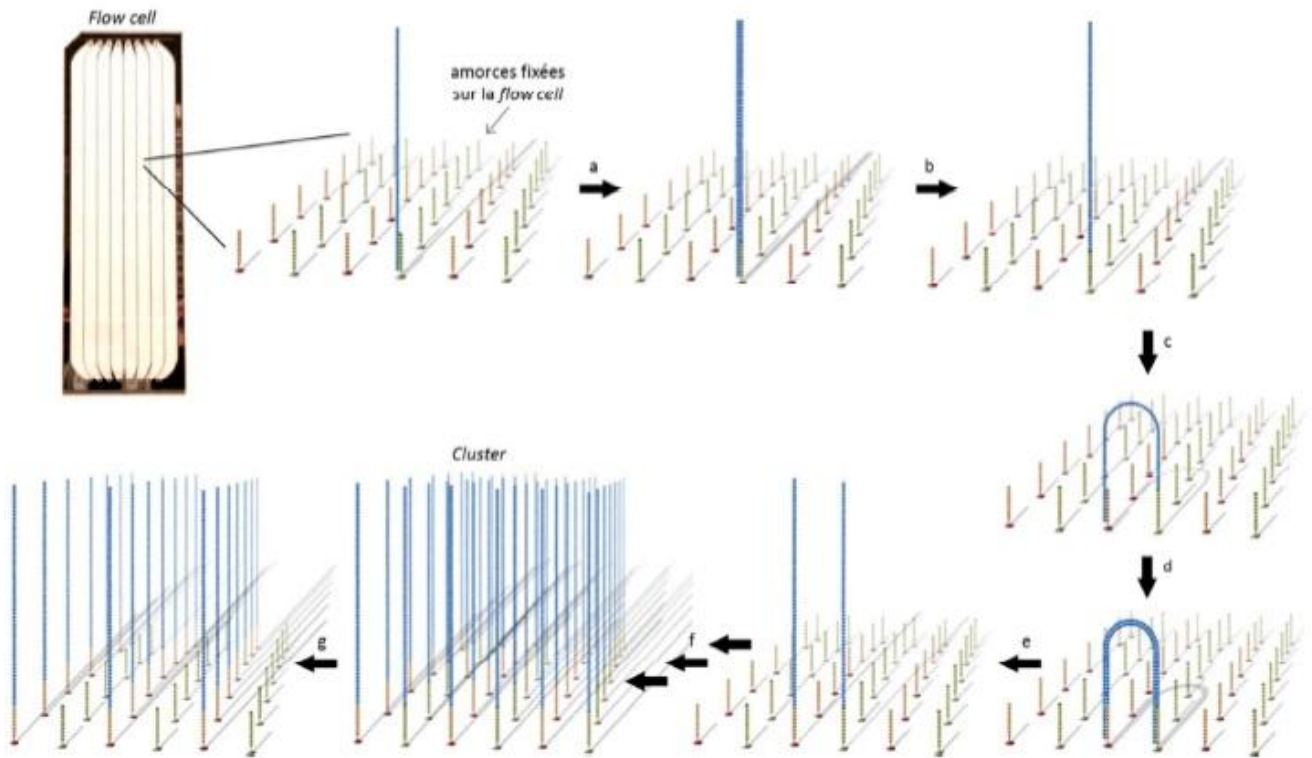 Flow cell
amorces fixées
sur la flow cell
a
b
c
d
e
f
g
Cluster